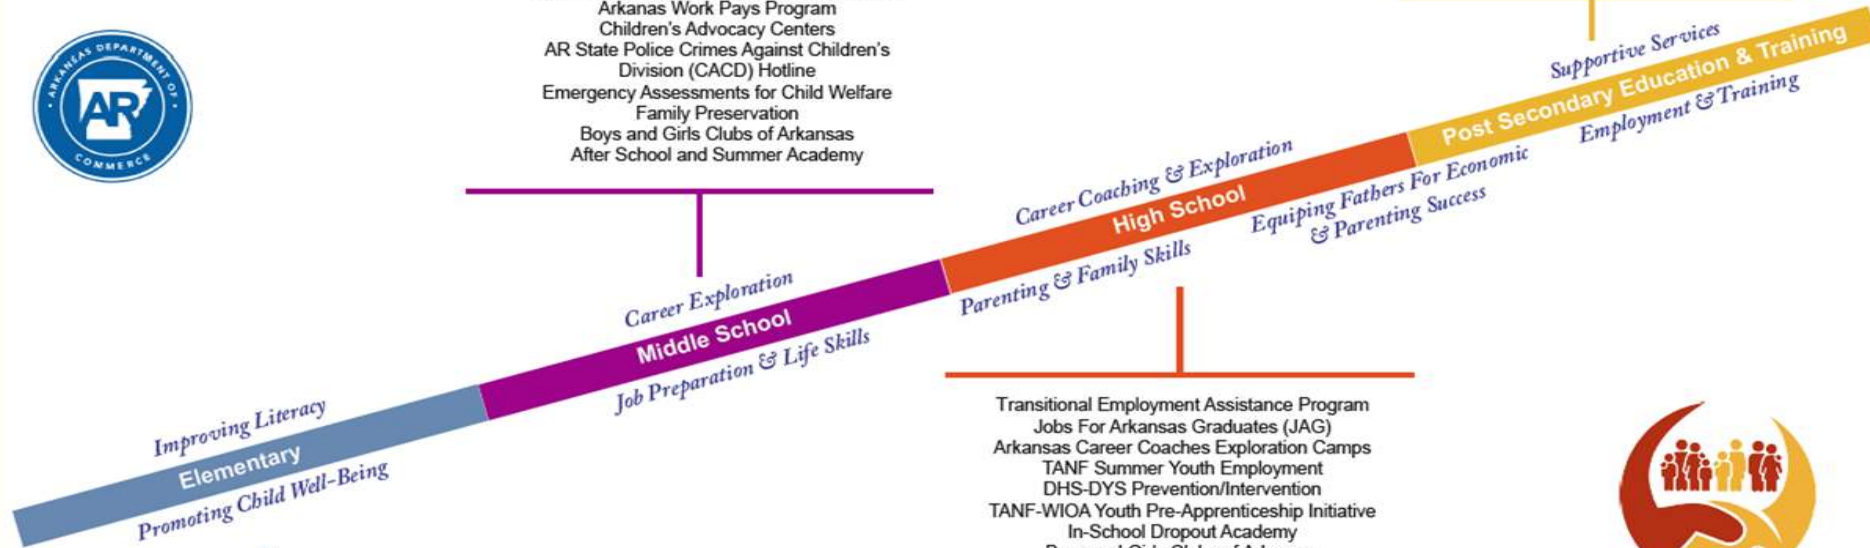 ARKANSAS DEPARTMENT OF
AR
COMMERCE
Arkanas Work Pays Program
Children's Advocacy Centers
AR State Police Crimes Against Children's
Division (CACD) Hotline
Emergency Assessments for Child Welfare
Family Preservation
Boys and Girls Clubs of Arkansas
After School and Summer Academy
Improving Literacy
Elementary
Promoting Child Well-Being
Career Exploration
Middle School
Job Preparation & Life Skills
Career Coaching & Exploration
High School
Parenting & Family Skills
Equiping Fathers For Economic
& Parenting Success
Supportive Services
Post Secondary Education & Training
Employment & Training
Transitional Employment Assistance Program
Jobs For Arkansas Graduates (JAG)
Arkansas Career Coaches Exploration Camps
TANF Summer Youth Employment
DHS-DYS Prevention/Intervention
TANF-WIOA Youth Pre-Apprenticeship Initiative
In-School Dropout Academy